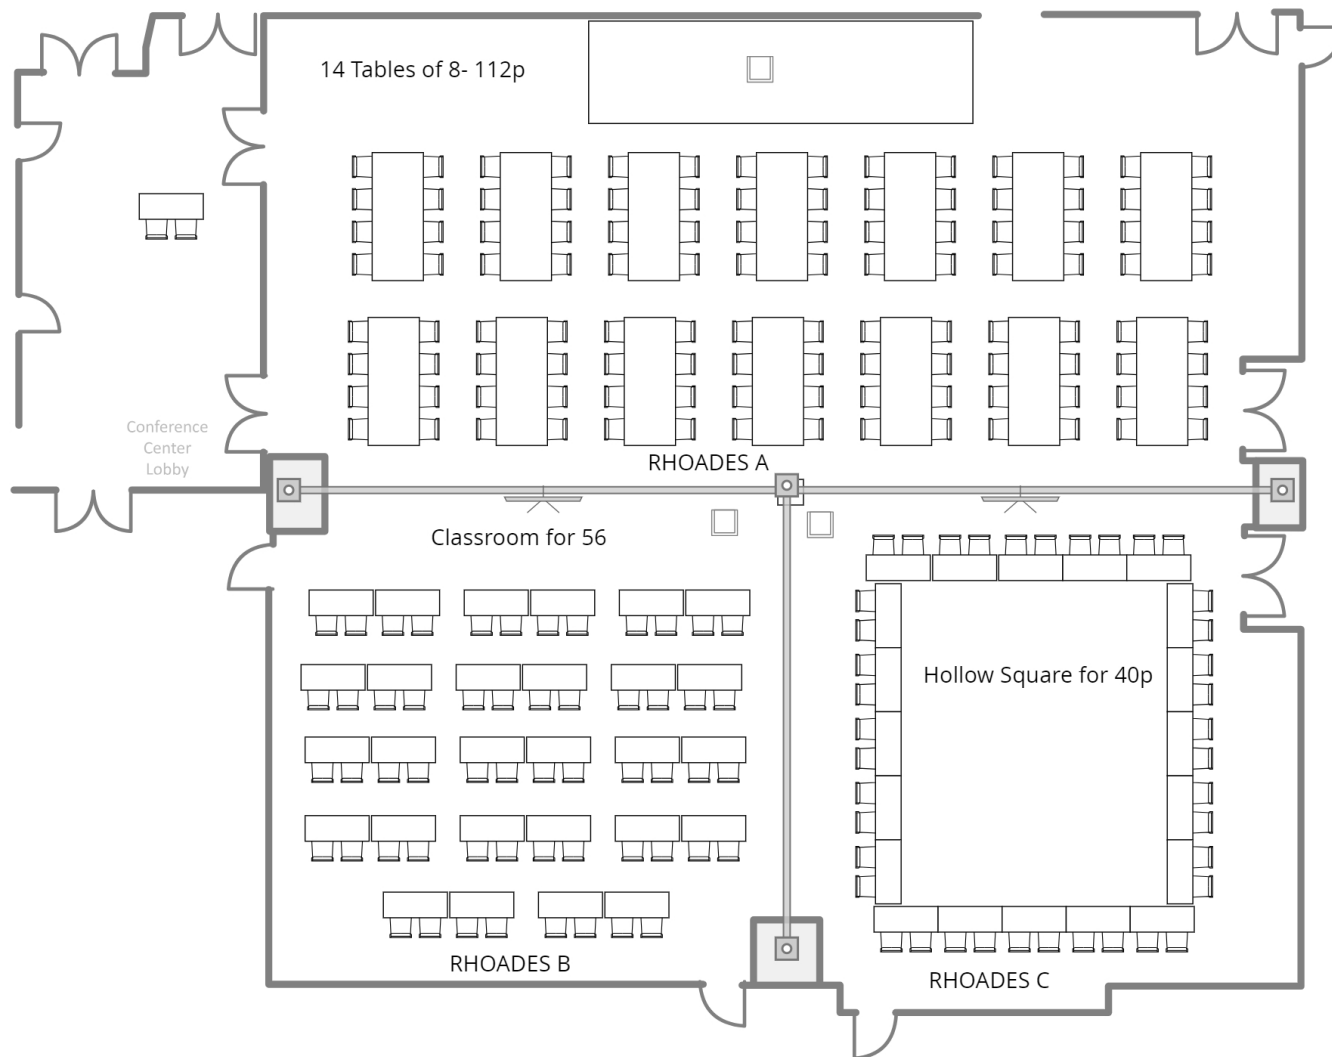 14 Tables of 8- 112p
Conference
Center
Lobby
RHOADES A
Classroom for 56
Hollow Square for 40p
RHOADES B
RHOADES C